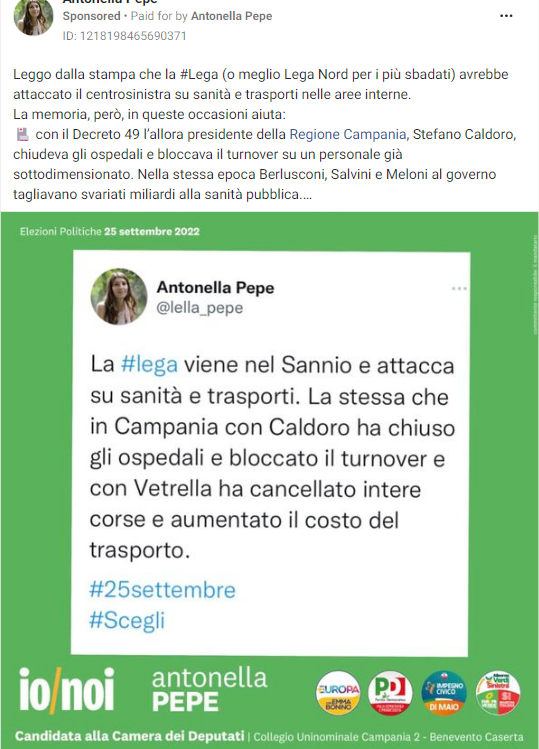 Antonella Pepe
Sponsored • Paid for by Antonella Pepe
ID: 1218198465690371
Leggo dalla stampa che la #Lega (o meglio Lega Nord per i più sbadati) avrebbe
attaccato il centrosinistra su sanità e trasporti nelle aree interne.
La memoria, però, in queste occasioni aiuta:
con il Decreto 49 l'allora presidente della Regione Campania, Stefano Caldoro,
chiudeva gli ospedali e bloccava il turnover su un personale già
sottodimensionato. Nella stessa epoca Berlusconi, Salvini e Meloni al governo
tagliavano svariati miliardi alla sanità pubblica....
Elezioni Politiche 25 settembre 2022
Antonella Pepe
@lella_pepe
La #lega viene nel Sannio e attacca
su sanità e trasporti. La stessa che
in Campania con Caldoro ha chiuso
gli ospedali e bloccato il turnover e
con Vetrella ha cancellato intere
corse e aumentato il costo del
trasporto.
#25settembre
#Scegli
io/noi
antonella
PEPE
EUROPA
EMMA
BONINO
PD
IMPEGNO
CIVICO
DI MAIO
Candidata alla Camera dei Deputati | Collegio Uninominale Campania 2 - Benevento Caserta